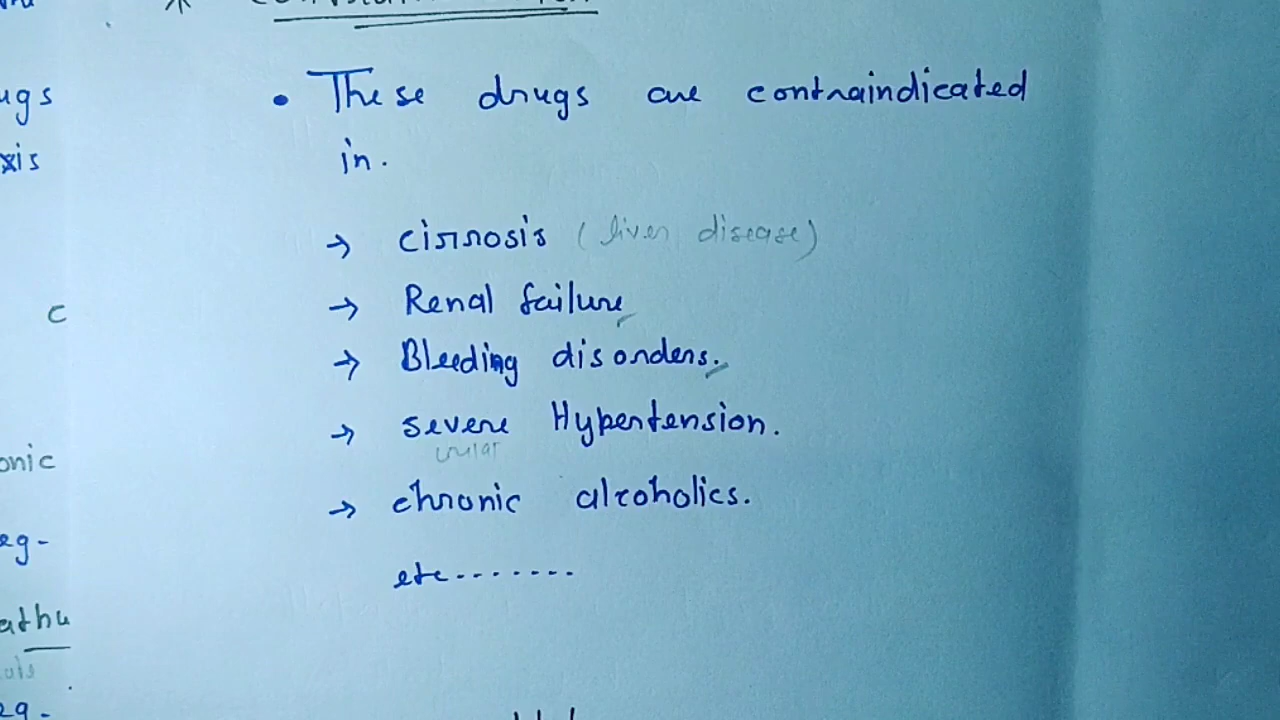 ugs
xis
c
onic
eg-
athu
eg-
• These drugs are contraindicated
in.
→ cirrosis (liver disease)
→ Renal failure
→ Bleeding disorders.
→ severe Hypertension.
→ chronic alcoholics.
etc.......